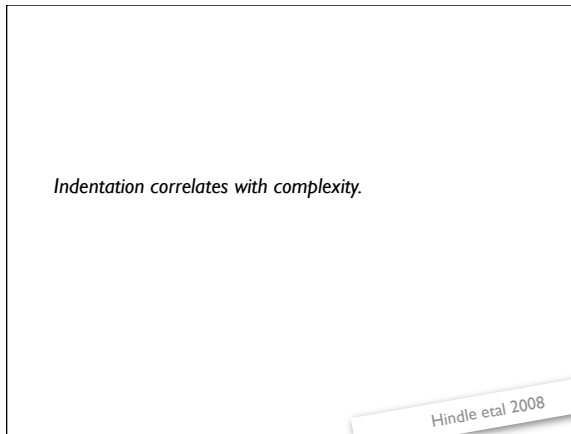 Indentation correlates with complexity.
Hindle etal 2008